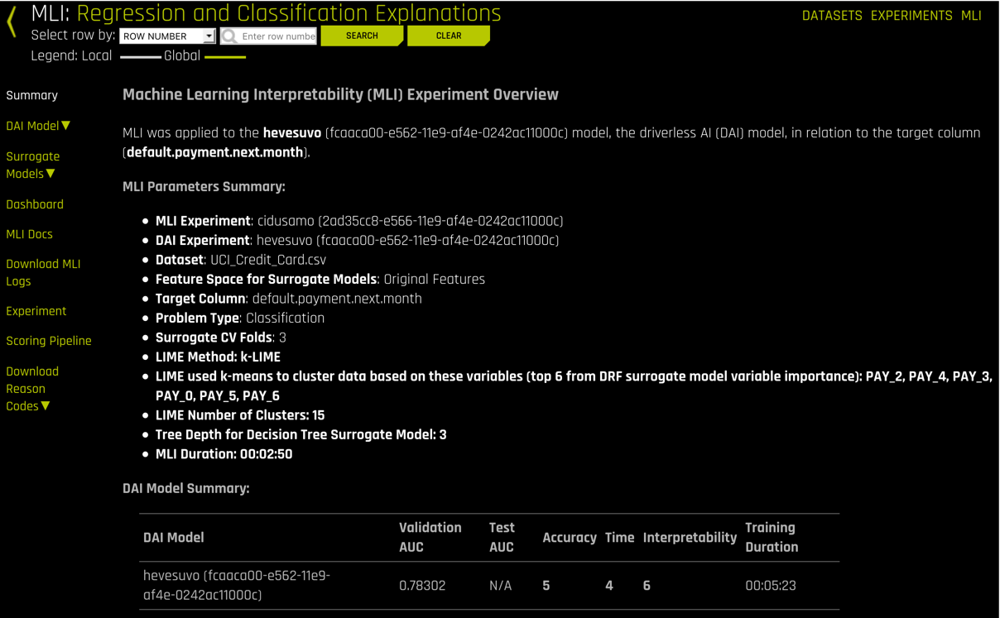 MLI: Regression and Classification Explanations
DATASETS EXPERIMENTS MLI
Select row by: ROW NUMBER Enter row numbe SEARCH CLEAR
Legend: Local Global
Summary
DAI Model▼
Surrogate
Models▼
Dashboard
MLI Docs
Download MLI
Logs
Experiment
Scoring Pipeline
Download
Reason
Codes▼
Machine Learning Interpretability (MLI) Experiment Overview
MLI was applied to the hevesuvo (fcaaca00-e562-11e9-af4e-0242ac11000c) model, the driverless AI (DAI) model, in relation to the target column
(default.payment.next.month).
MLI Parameters Summary:
• MLI Experiment: cidusamo (2ad35cc8-e566-11e9-af4e-0242ac11000c)
• DAI Experiment: hevesuvo (fcaaca00-e562-11e9-af4e-0242ac11000c)
• Dataset: UCI_Credit_Card.csv
• Feature Space for Surrogate Models: Original Features
• Target Column: default.payment.next.month
• Problem Type: Classification
• Surrogate CV Folds: 3
• LIME Method: k-LIME
• LIME used k-means to cluster data based on these variables (top 6 from DRF surrogate model variable importance): PAY_2, PAY_4, PAY_3,
PAY_0, PAY_5, PAY_6
• LIME Number of Clusters: 15
• Tree Depth for Decision Tree Surrogate Model: 3
• MLI Duration: 00:02:50
DAI Model Summary:
DAI Model
Validation
AUC
Test
AUC
Accuracy
Time
Interpretability
Training
Duration
hevesuvo (fcaaca00-e562-11e9-
af4e-0242ac11000c)
0.78302
N/A
5
4
6
00:05:23